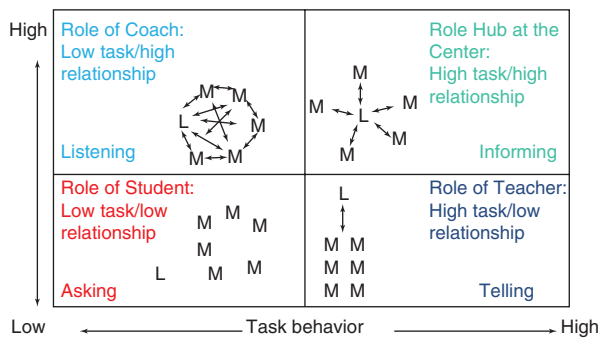 High
Role of Coach:
Low task/high
relationship
M
M
L
M
M
M
Listening
Role Hub at the
Center:
High task/high
relationship
M
M
M
L
M
M
Informing
Role of Student:
Low task/low
relationship
M
M
M
M
M
L
M
Asking
L
M M
M M
M M
Role of Teacher:
High task/low
relationship
Telling
Low
Task behavior
High